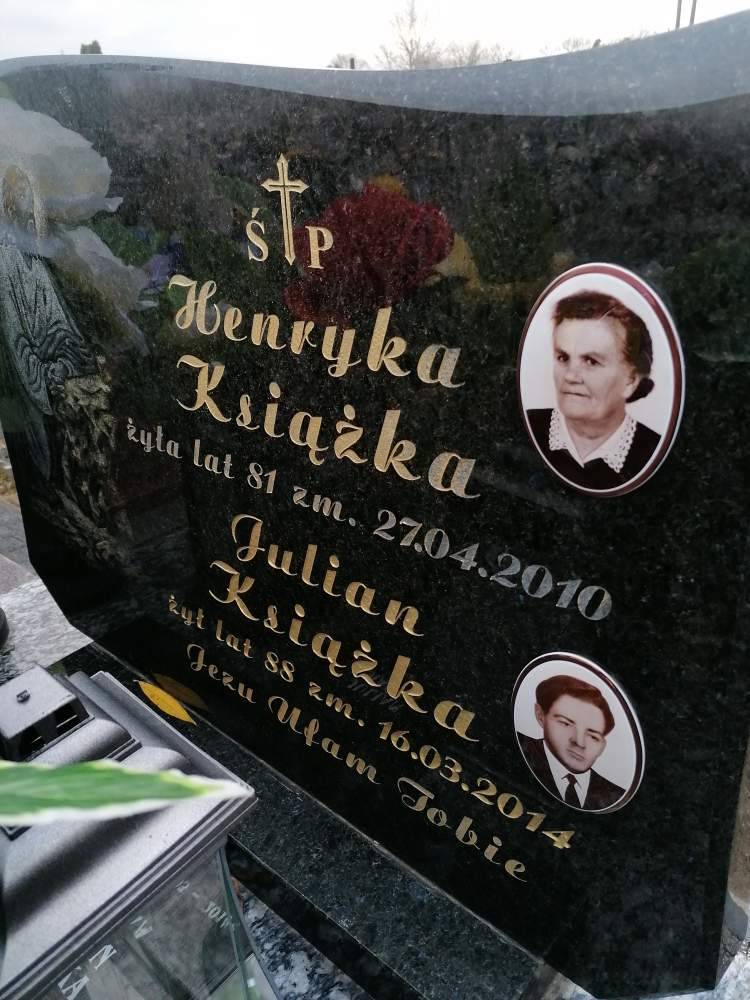 Ś P
Henryka
Książka
żyła lat 81 zm. 27.04.2010
Julian
Książka
żył lat 88 zm. 16.03.2014
Jezu Ufam Tobie